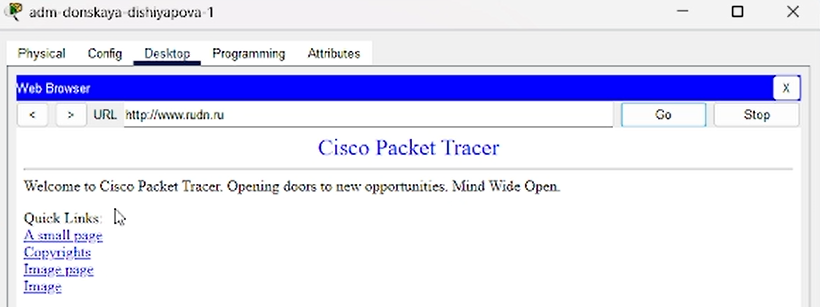 adm-donskaya-dishiyapova-1
Physical Config Desktop Programming Attributes
Web Browser X
< > URL http://www.rudn.ru Go Stop
Cisco Packet Tracer
Welcome to Cisco Packet Tracer. Opening doors to new opportunities. Mind Wide Open.
Quick Links:
A small page
Copyrights
Image page
Image